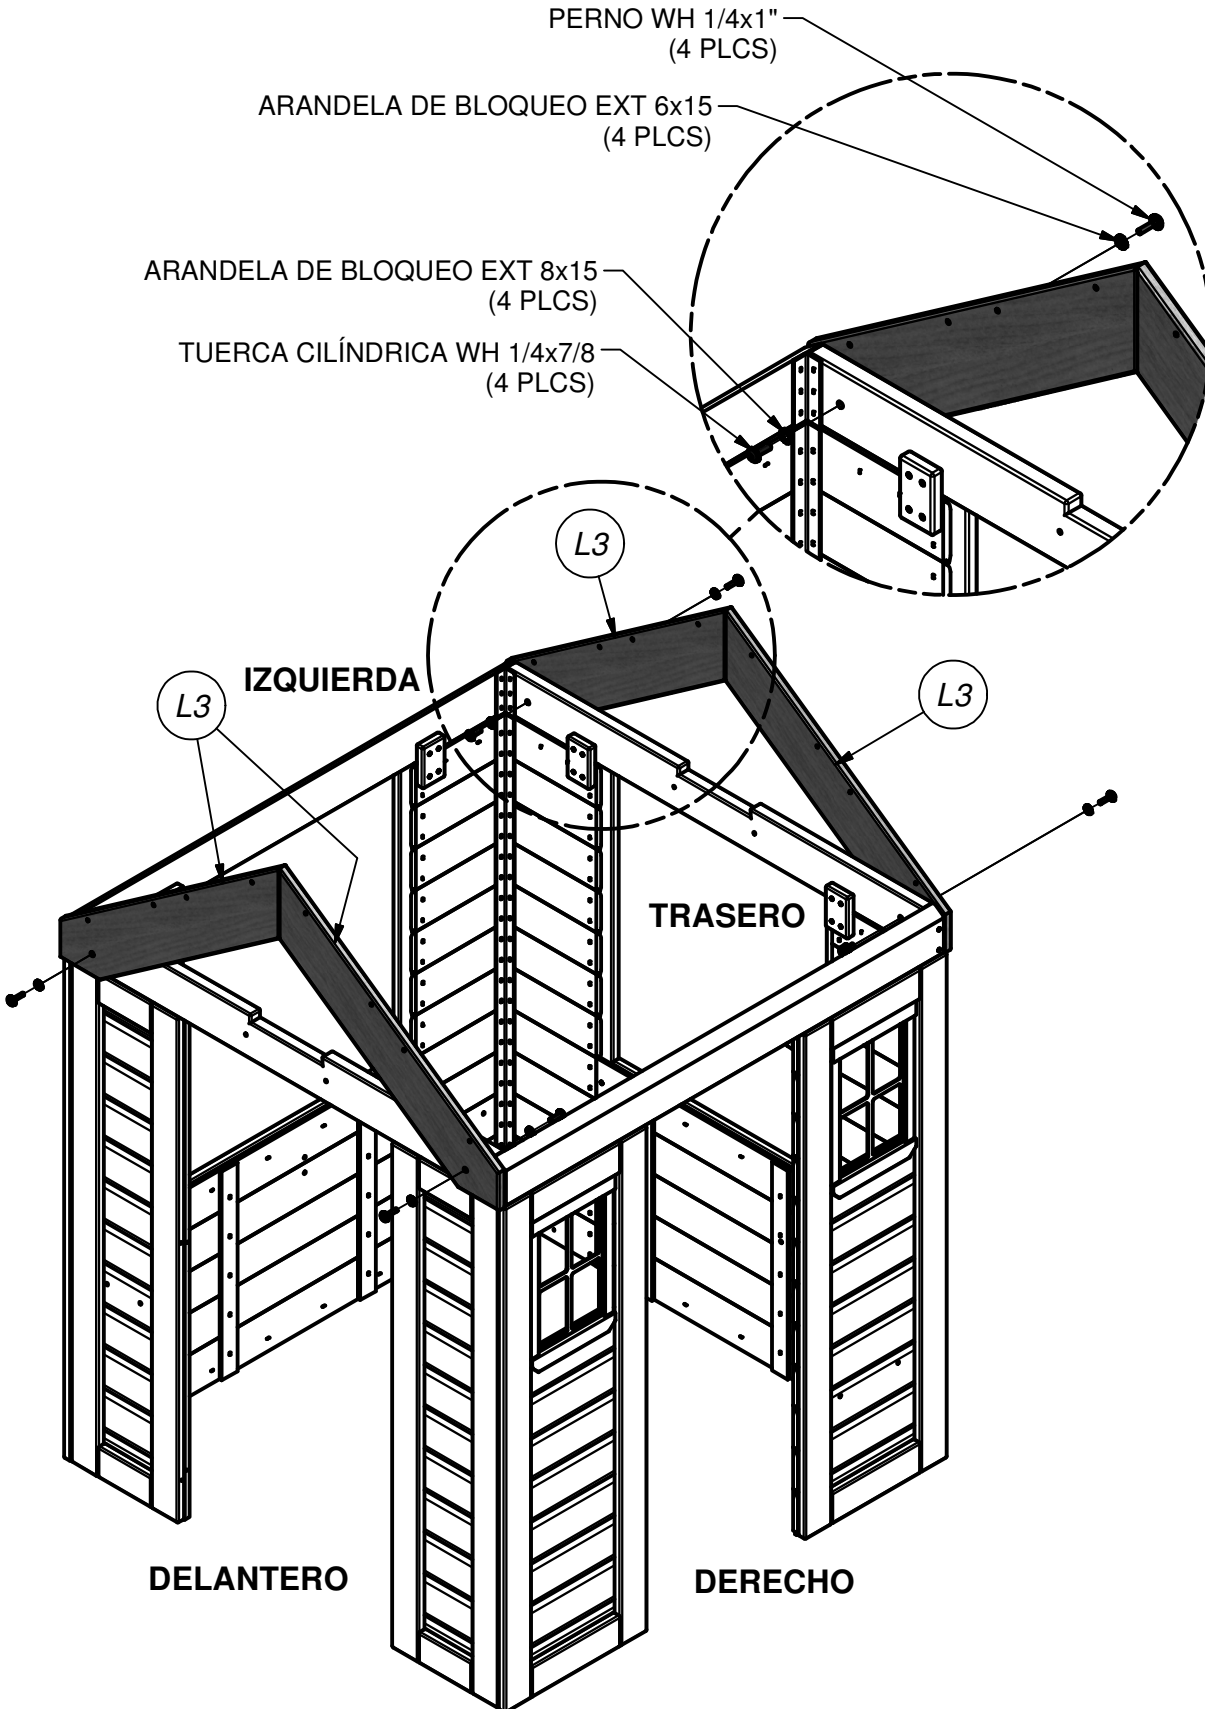 PERNO WH 1/4x1"
(4 PLCS)
ARANDELA DE BLOQUEO EXT 6x15
(4 PLCS)
ARANDELA DE BLOQUEO EXT 8x15
(4 PLCS)
TUERCA CILÍNDRICA WH 1/4x7/8
(4 PLCS)
L3
IZQUIERDA
L3
L3
TRASERO
DELANTERO
DERECHO